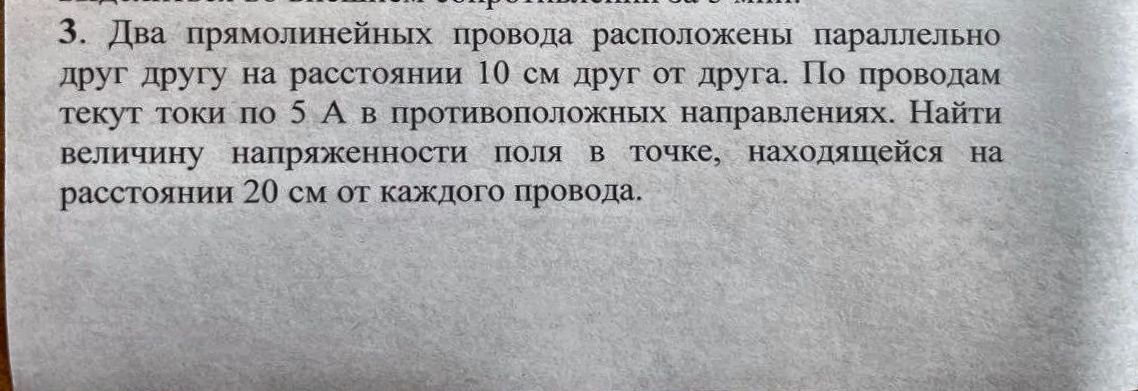 3. Два прямолинейных провода расположены параллельно
друг другу на расстоянии 10 см друг от друга. По проводам
текут токи по 5 А в противоположных направлениях. Найти
величину напряженности поля в точке, находящейся на
расстоянии 20 см от каждого провода.